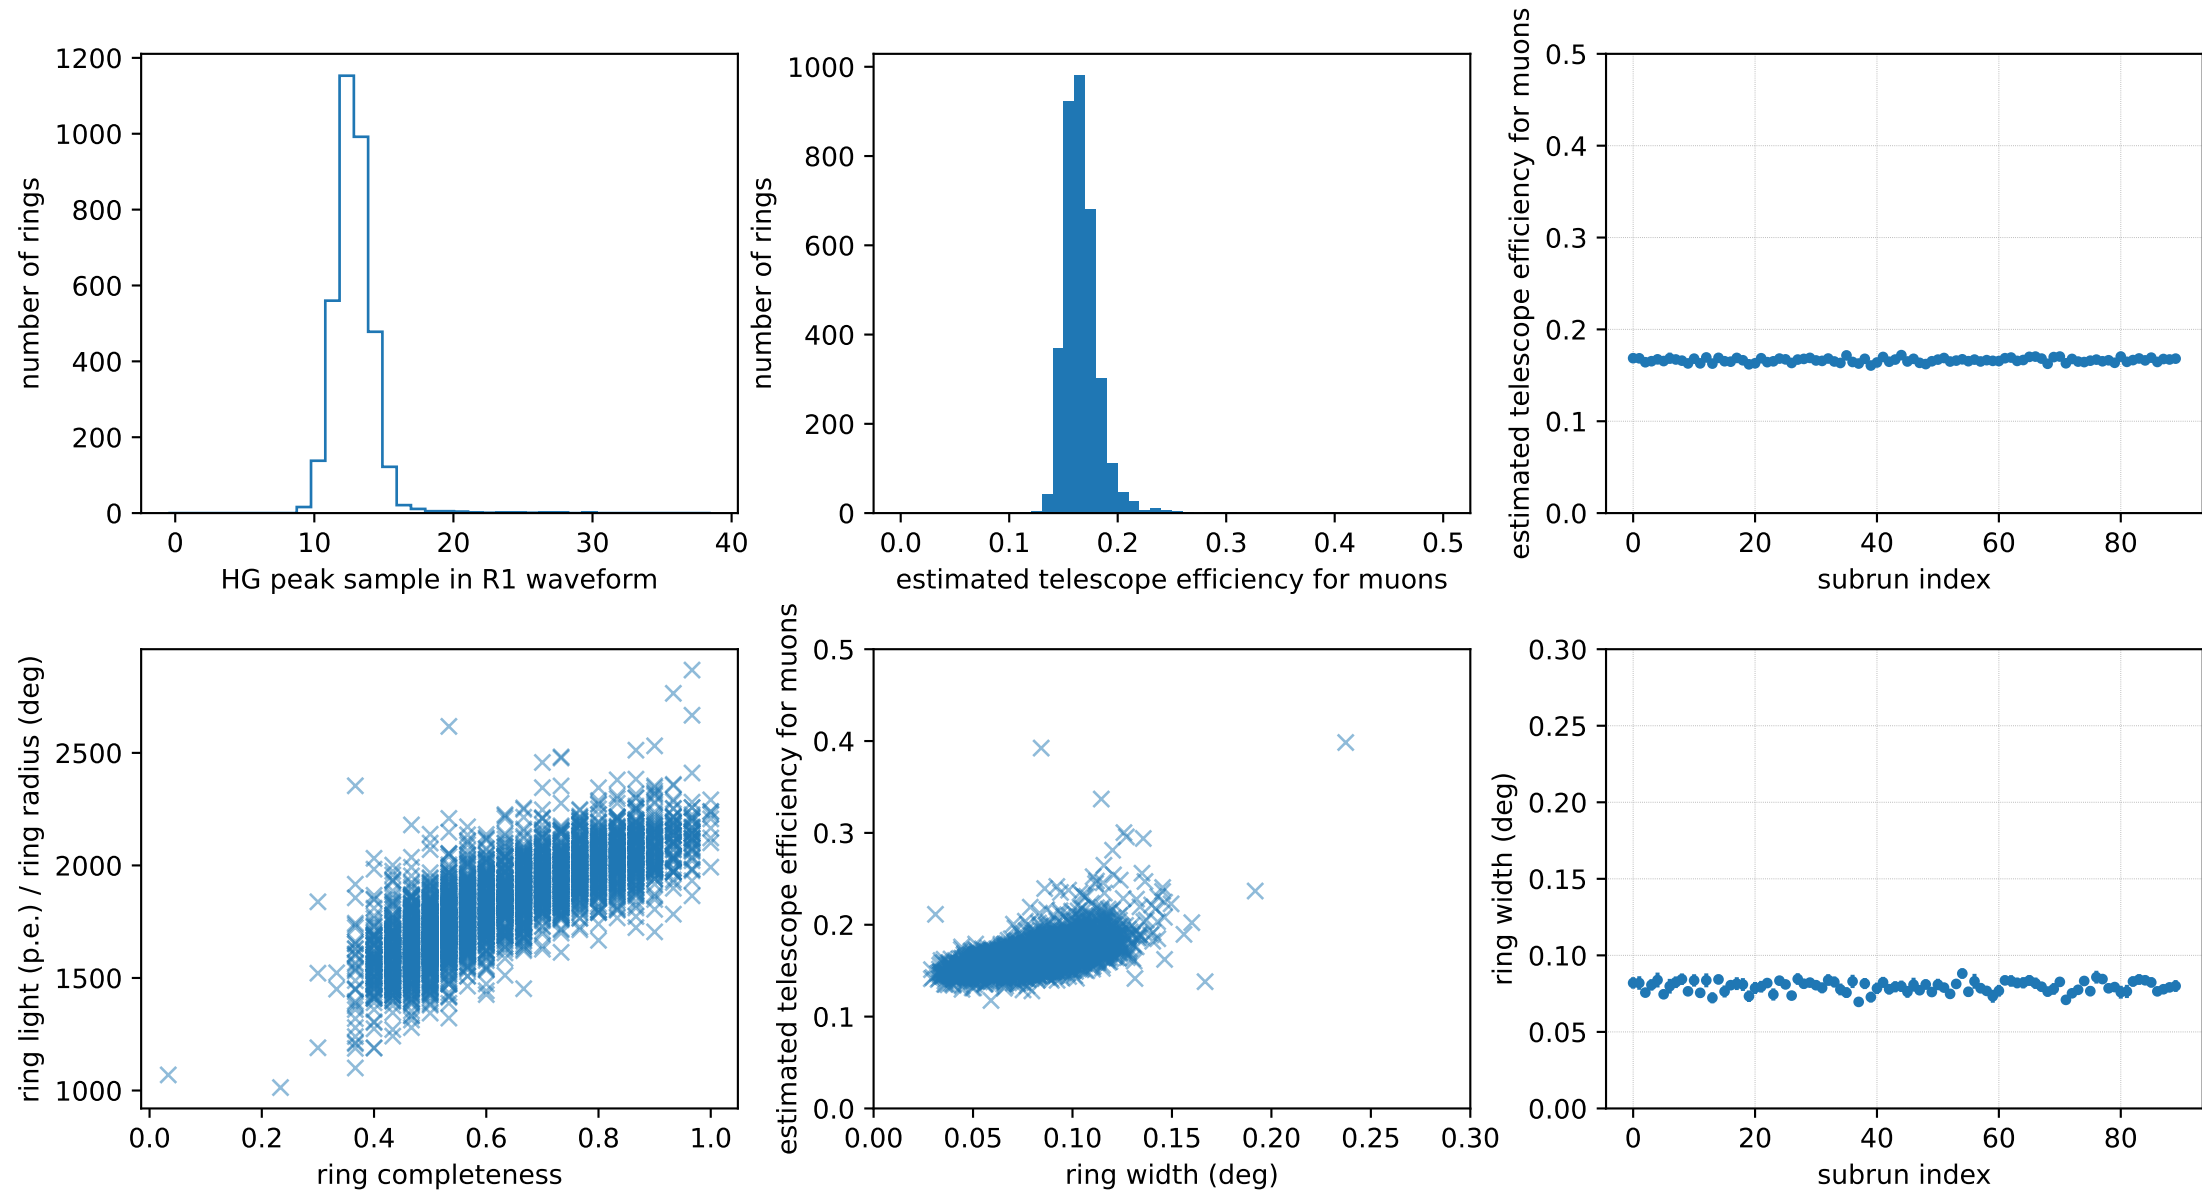 number of rings
1200
1000
800
600
400
200
0
0 10 20 30 40
HG peak sample in R1 waveform
number of rings
1000
800
600
400
200
0
0.0 0.1 0.2 0.3 0.4 0.5
estimated telescope efficiency for muons
estimated telescope efficiency for muons
0.5
0.4
0.3
0.2
0.1
0.0
0 20 40 60 80
subrun index
ring light (p.e.) / ring radius (deg)
2500
2000
1500
1000
0.0 0.2 0.4 0.6 0.8 1.0
ring completeness
estimated telescope efficiency for muons
0.5
0.4
0.3
0.2
0.1
0.0
0.00 0.05 0.10 0.15 0.20 0.25 0.30
ring width (deg)
ring width (deg)
0.30
0.25
0.20
0.15
0.10
0.05
0.00
0 20 40 60 80
subrun index